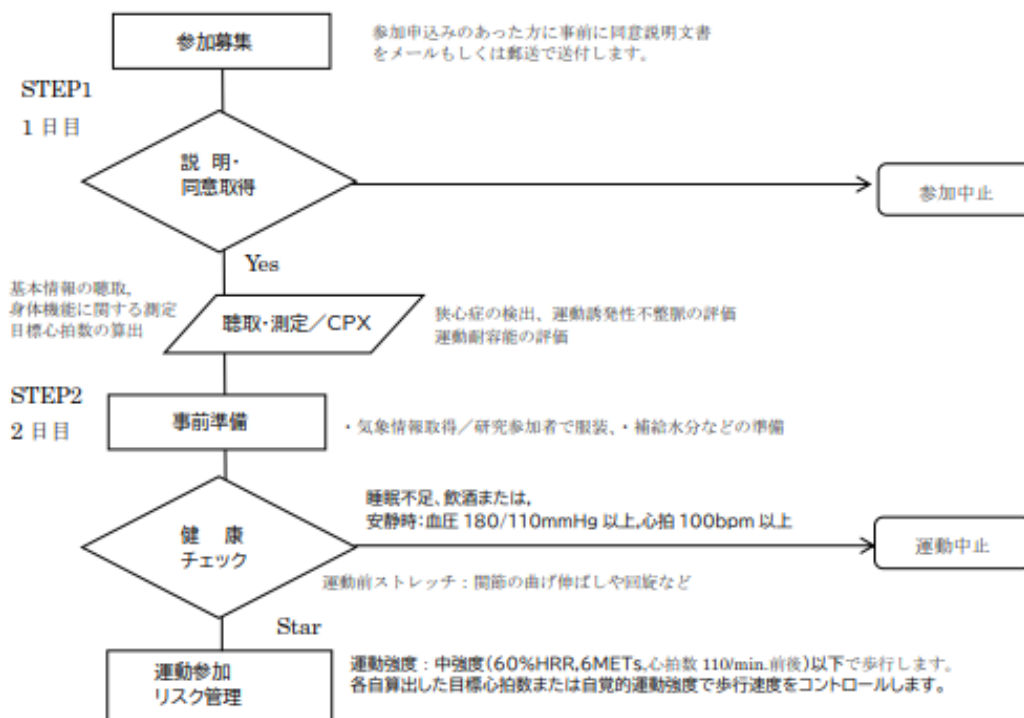 参加募集
参加申込みのあった方に事前に同意説明文書
をメールもしくは郵送で送付します。
STEP1
1 日目
説 明・
同意取得
参加中止
Yes
基本情報の聴取,
身体機能に関する測定
目標心拍数の算出
聴取・測定／CPX
狭心症の検出、運動誘発性不整脈の評価
運動耐容能の評価
STEP2
2 日目
事前準備
・気象情報取得／研究参加者で服装、・補給水分などの準備
睡眠不足、飲酒または,
安静時：血圧 180/110mmHg 以上,心拍 100bpm 以上
健 康
チェック
運動中止
運動前ストレッチ：関節の曲げ伸ばしや回旋など
Star
運動参加
リスク管理
運動強度：中強度(60%HRR,6METs,心拍数 110/min.前後)以下で歩行します。
各自算出した目標心拍数または自覚的運動強度で歩行速度をコントロールします。